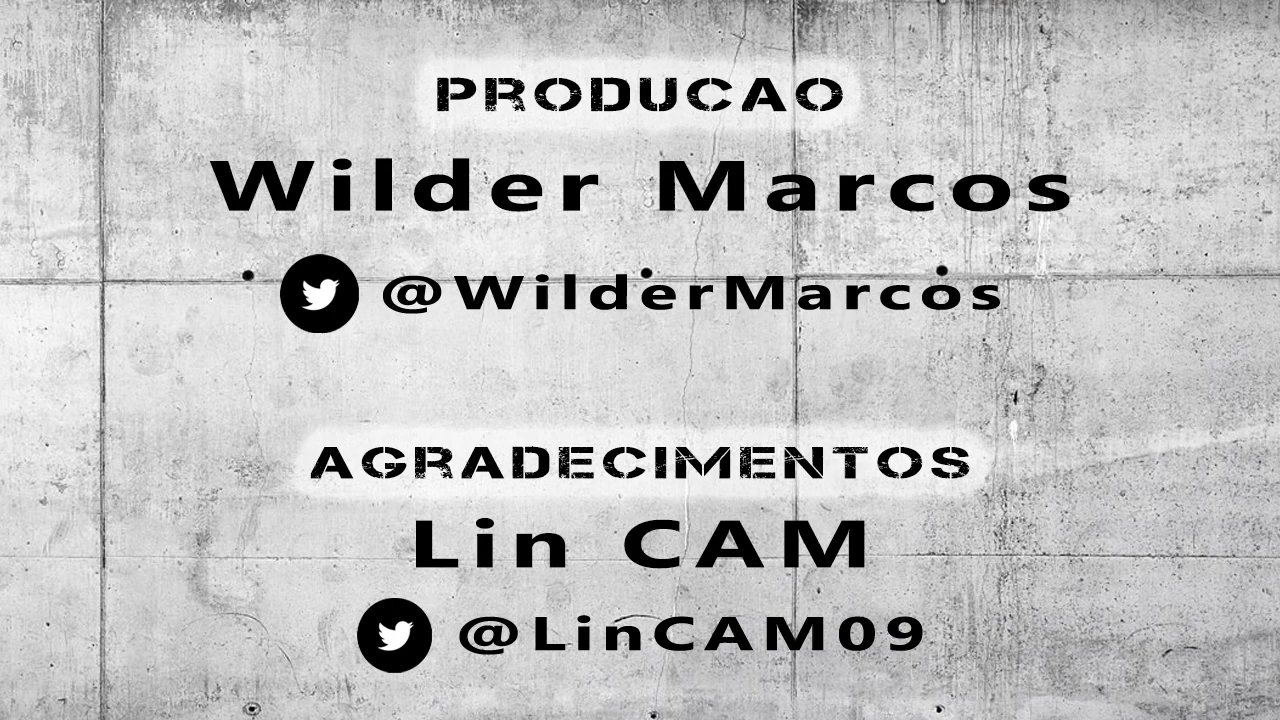 PRODUCAO
Wilder Marcos
@WilderMarcos
AGRADECIMENTOS
Lin CAM
@LinCAM09